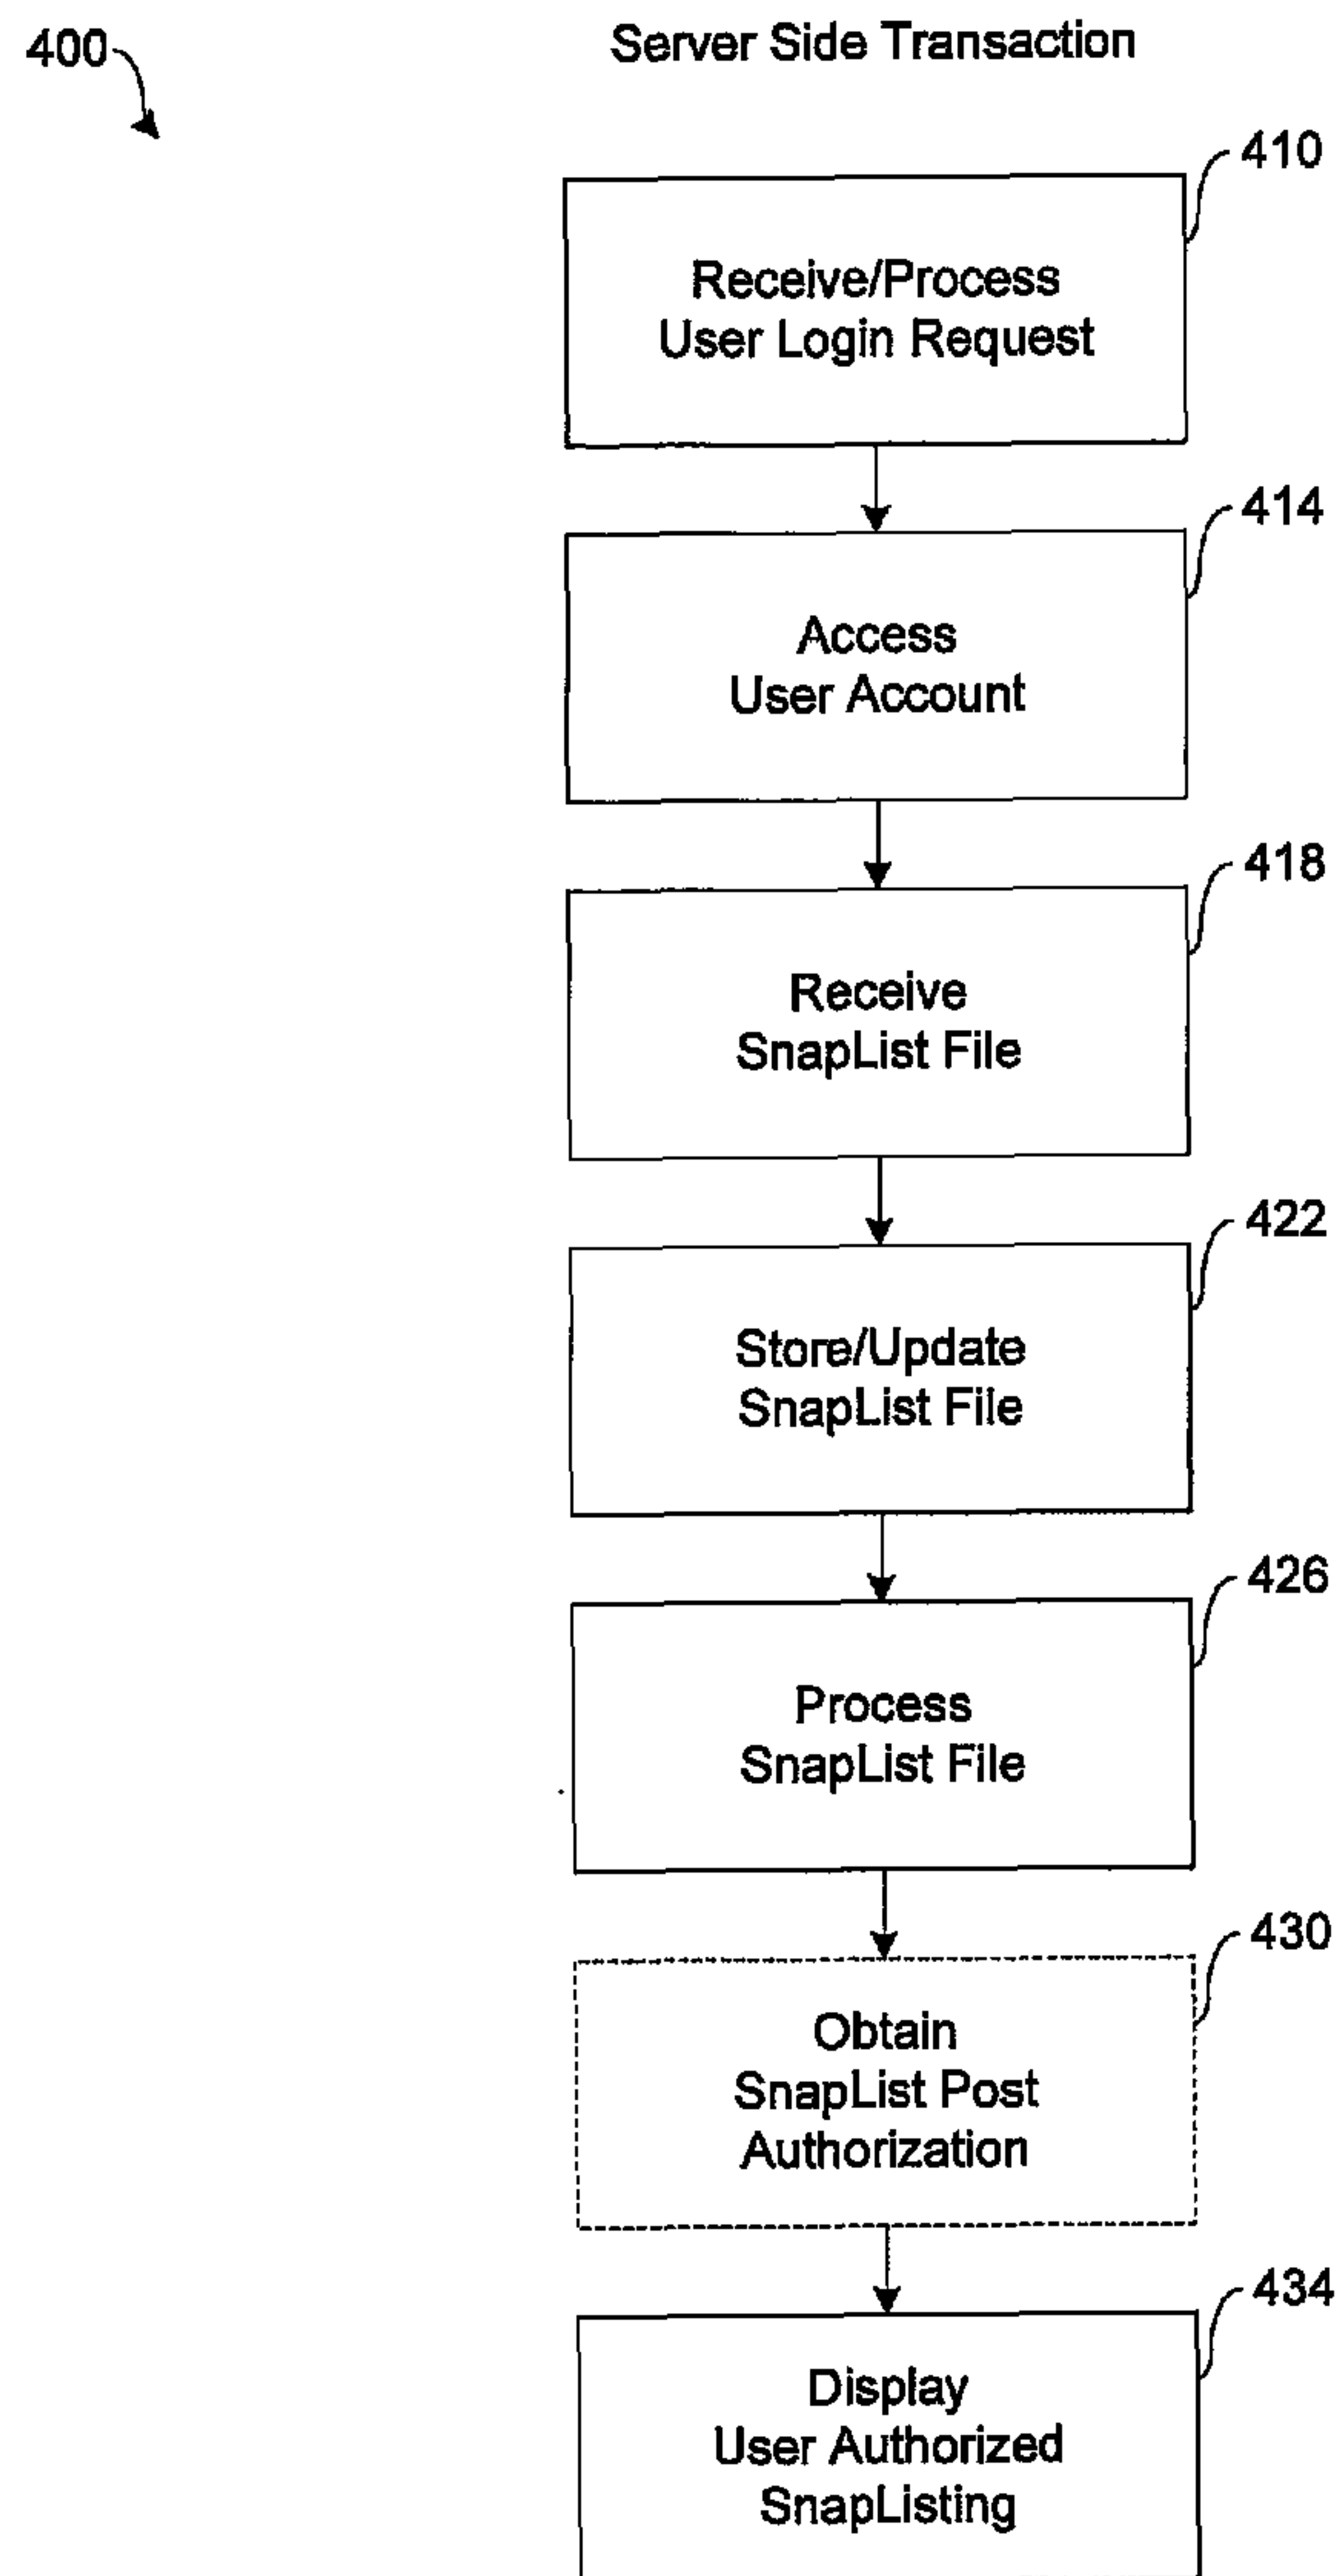 400
Server Side Transaction
410
Receive/Process
User Login Request
414
Access
User Account
418
Receive
SnapList File
422
Store/Update
SnapList File
426
Process
SnapList File
430
Obtain
SnapList Post
Authorization
434
Display
User Authorized
SnapListing